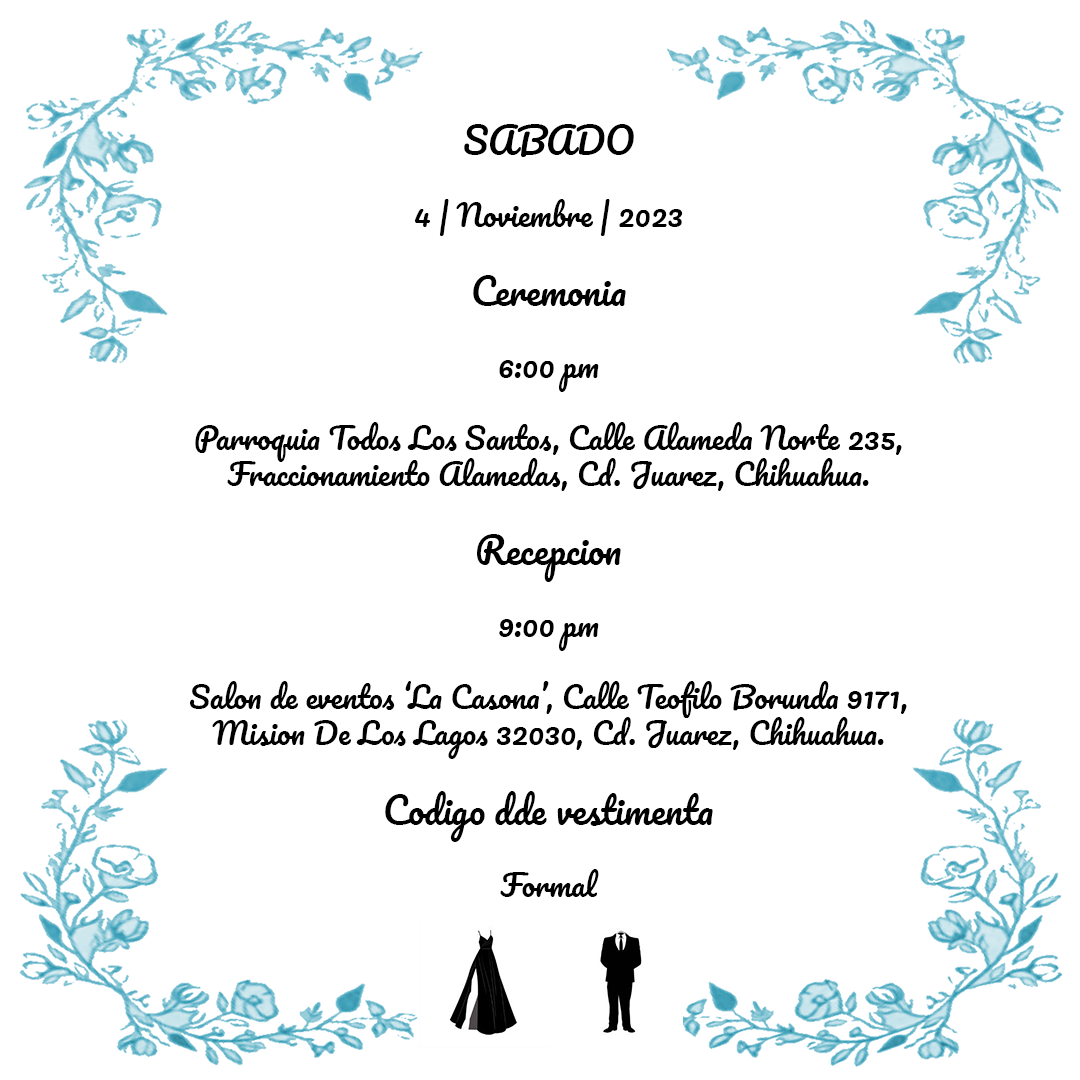 SABADO
4 | Noviembre | 2023
Ceremonia
6:00 pm
Parroquia Todos Los Santos, Calle Alameda Norte 235,
Fraccionamiento Alamedas, Cd. Juarez, Chihuahua.
Recepcion
9:00 pm
Salon de eventos ‘La Casona’, Calle Teofilo Borunda 9171,
Mision De Los Lagos 32030, Cd. Juarez, Chihuahua.
Codigo dde vestimenta
Formal